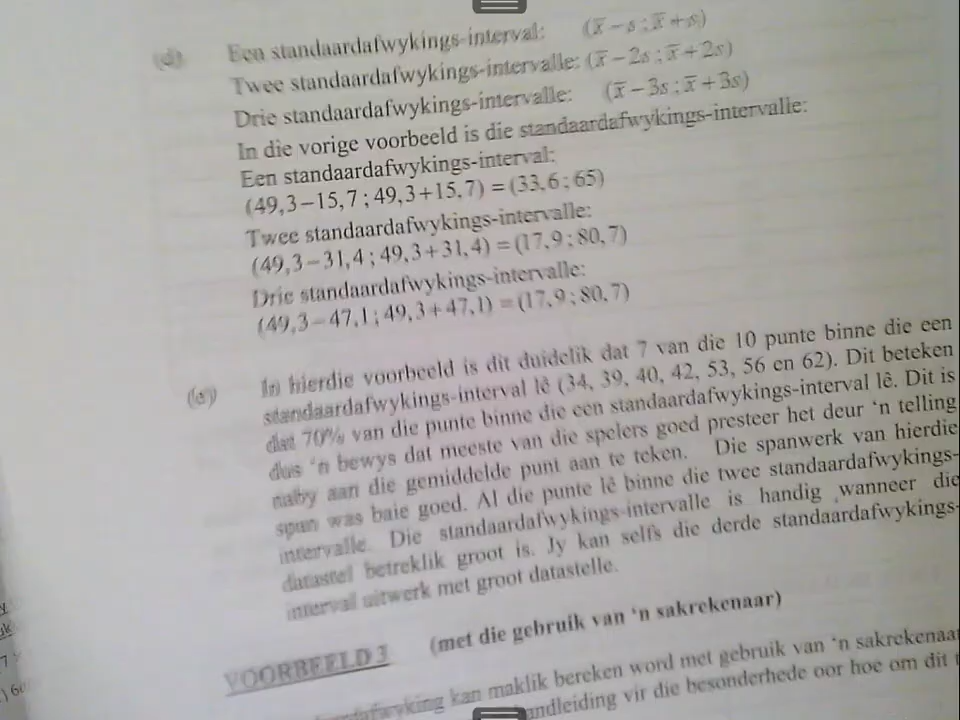 (d) Een standaardafwykings-interval: (x̄ − s ; x̄ + s)
Twee standaardafwykings-intervalle: (x̄ − 2s ; x̄ + 2s)
Drie standaardafwykings-intervalle: (x̄ − 3s ; x̄ + 3s)
In die vorige voorbeeld is die standaardafwykings-intervalle:
Een standaardafwykings-interval:
(49,3−15,7 ; 49,3+15,7) = (33,6 ; 65)
Twee standaardafwykings-intervalle:
(49,3−31,4 ; 49,3+31,4) = (17,9 ; 80,7)
Drie standaardafwykings-intervalle:
(49,3−47,1 ; 49,3+47,1) = (17,9 ; 80,7)
(e) In hierdie voorbeeld is dit duidelik dat 7 van die 10 punte binne die een
standaardafwykings-interval lê (34, 39, 40, 42, 53, 56 en 62). Dit beteken
dat 70% van die punte binne die een standaardafwykings-interval lê. Dit is
dus 'n bewys dat meeste van die spelers goed presteer het deur 'n telling
naby aan die gemiddelde punt aan te teken. Die spanwerk van hierdie
span was baie goed. Al die punte lê binne die twee standaardafwykings-
intervalle. Die standaardafwykings-intervalle is handig wanneer die
datastel betreklik groot is. Jy kan selfs die derde standaardafwykings-
interval uitwerk met groot datastelle.
VOORBEELD 3 (met die gebruik van 'n sakrekenaar)
kan maklik bereken word met gebruik van 'n sakrekenaar
vir die besonderhede oor hoe om dit